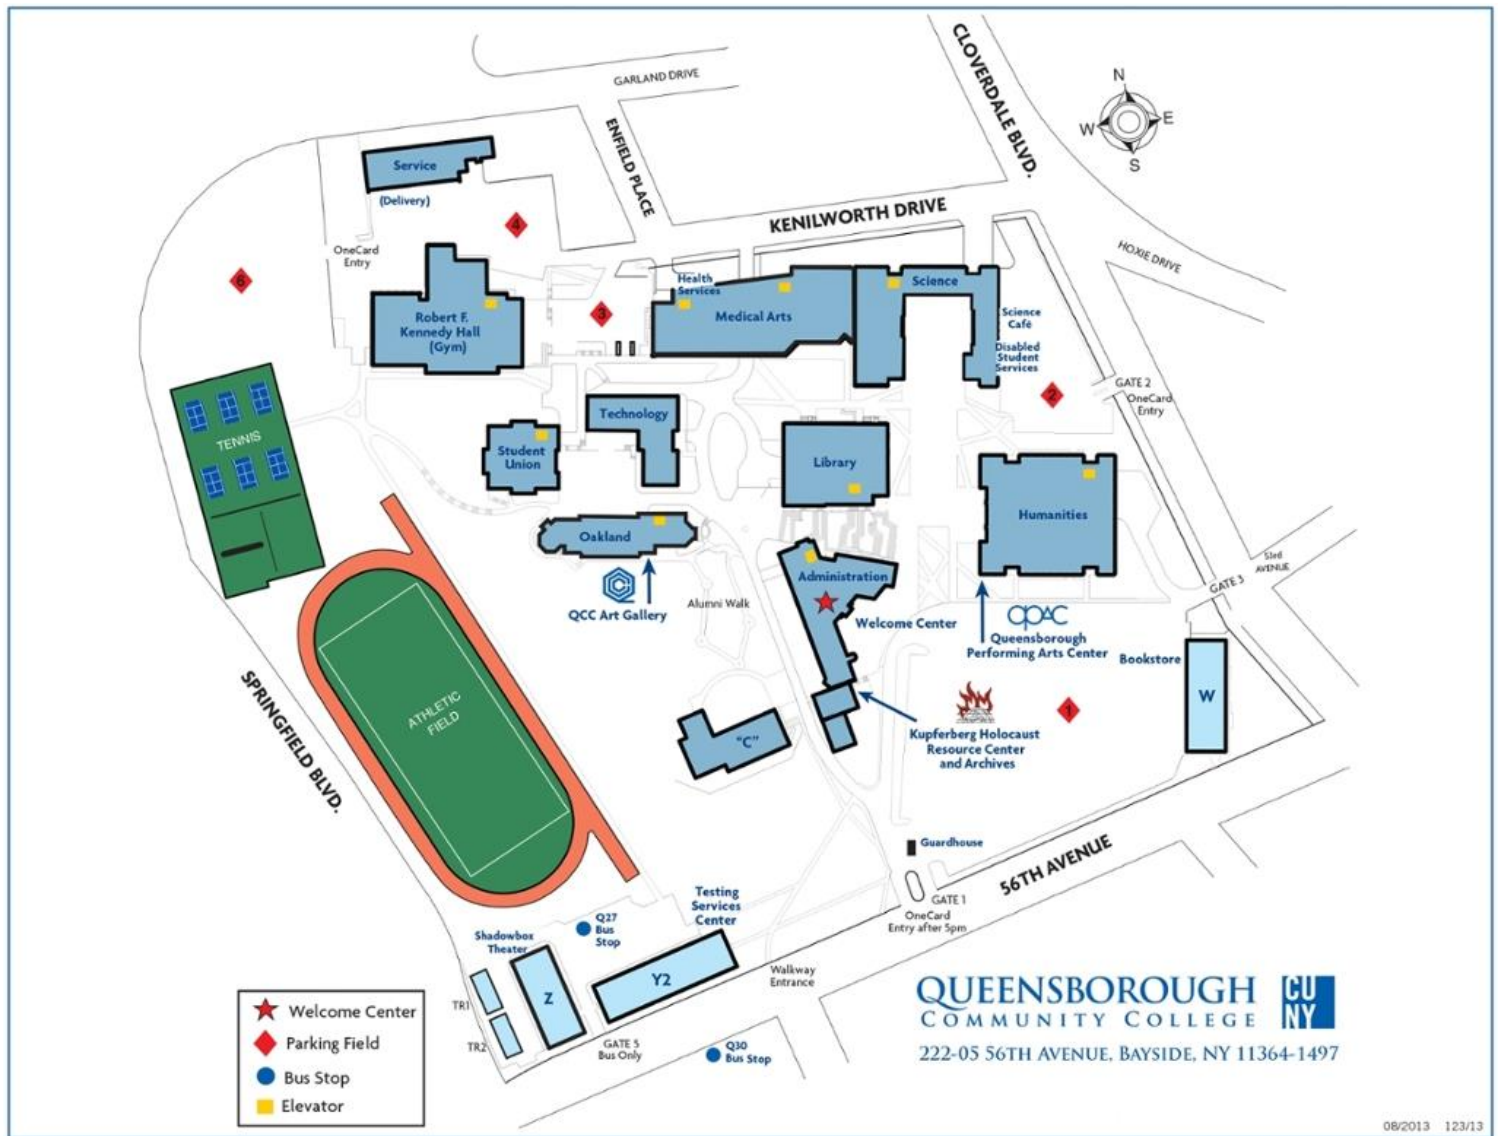 GARLAND DRIVE
CLOVERDALE BLVD.
N
W
E
S
ENFIELD PLACE
Service
(Delivery)
4
KENILWORTH DRIVE
HOXIE DRIVE
OneCard
Entry
6
Health
Services
Science
Medical Arts
3
Robert F.
Kennedy Hall
(Gym)
Science
Café
Disabled
Student
Services
2
GATE 2
OneCard
Entry
TENNIS
Technology
Student
Union
Library
Humanities
Oakland
53rd
AVENUE
GATE 3
Administration
QCC Art Gallery
Alumni Walk
Welcome Center
QPAC
Queensborough
Performing Arts Center
Bookstore
W
1
SPRINGFIELD BLVD.
ATHLETIC
FIELD
"C"
Kupferberg Holocaust
Resource Center
and Archives
Guardhouse
56TH AVENUE
GATE 1
OneCard
Entry after 5pm
Testing
Services
Center
Q27
Bus
Stop
Shadowbox
Theater
Y2
Z
TR1
TR2
Walkway
Entrance
GATE 5
Bus Only
Q30
Bus Stop
Welcome Center
Parking Field
Bus Stop
Elevator
QUEENSBOROUGH
COMMUNITY COLLEGE
CU
NY
222-05 56TH AVENUE, BAYSIDE, NY 11364-1497
08/2013 123/13